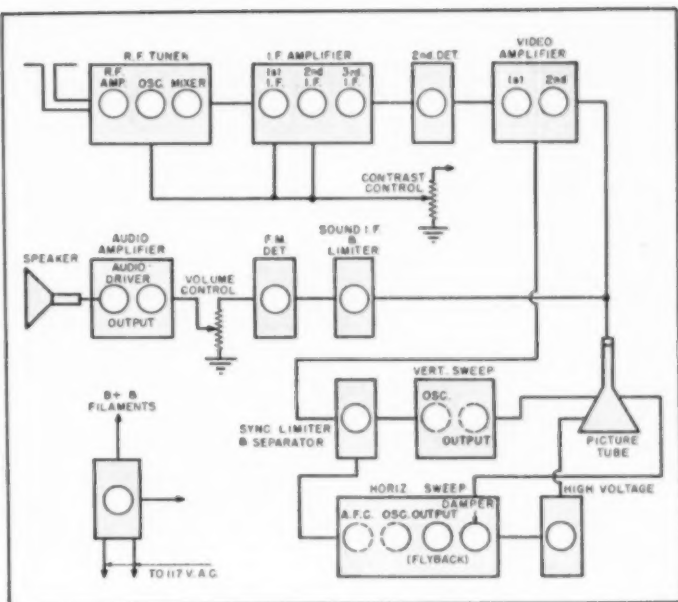 R.F. TUNER
I.F. AMPLIFIER
2nd. DET.
VIDEO
AMPLIFIER
R.F.
AMP.
OSC.
MIXER
1st
I.F.
2nd
I.F.
3rd.
I.F.
1st
2nd
CONTRAST
CONTROL
SPEAKER
AUDIO
AMPLIFIER
AUDIO
DRIVER
OUTPUT
VOLUME
CONTROL
F.M.
DET
SOUND I.F.
&
LIMITER
B+ &
FILAMENTS
TO 117 V. A.C.
SYNC LIMITER
& SEPARATOR
VERT. SWEEP
OSC.
OUTPUT
PICTURE
TUBE
HORIZ. SWEEP
A.F.C.
OSC.
OUTPUT
DAMPER
(FLYBACK)
HIGH VOLTAGE